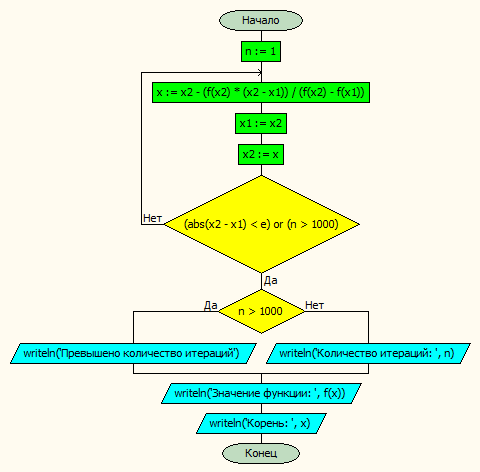 Начало
n := 1
x := x2 - (f(x2) * (x2 - x1)) / (f(x2) - f(x1))
x1 := x2
x2 := x
(abs(x2 - x1) < e) or (n > 1000)
Нет
Да
n > 1000
Да
Нет
writeln('Превышено количество итераций')
writeln('Количество итераций: ', n)
writeln('Значение функции: ', f(x))
writeln('Корень: ', x)
Конец